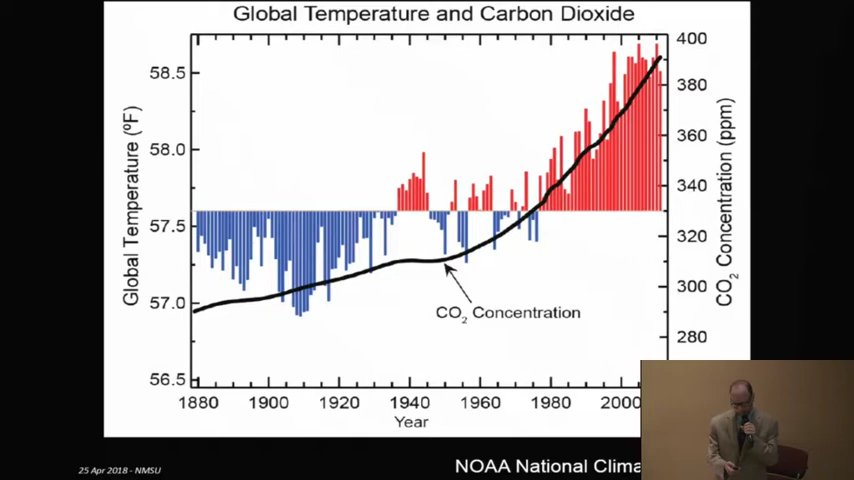 Global Temperature and Carbon Dioxide
Global Temperature (ºF)
58.5
58.0
57.5
57.0
56.5
400
380
360
340
320
300
280
CO2 Concentration (ppm)
CO2 Concentration
1880 1900 1920 1940 1960 1980 2000
Year
25 Apr 2018 - NMSU
NOAA National Clima